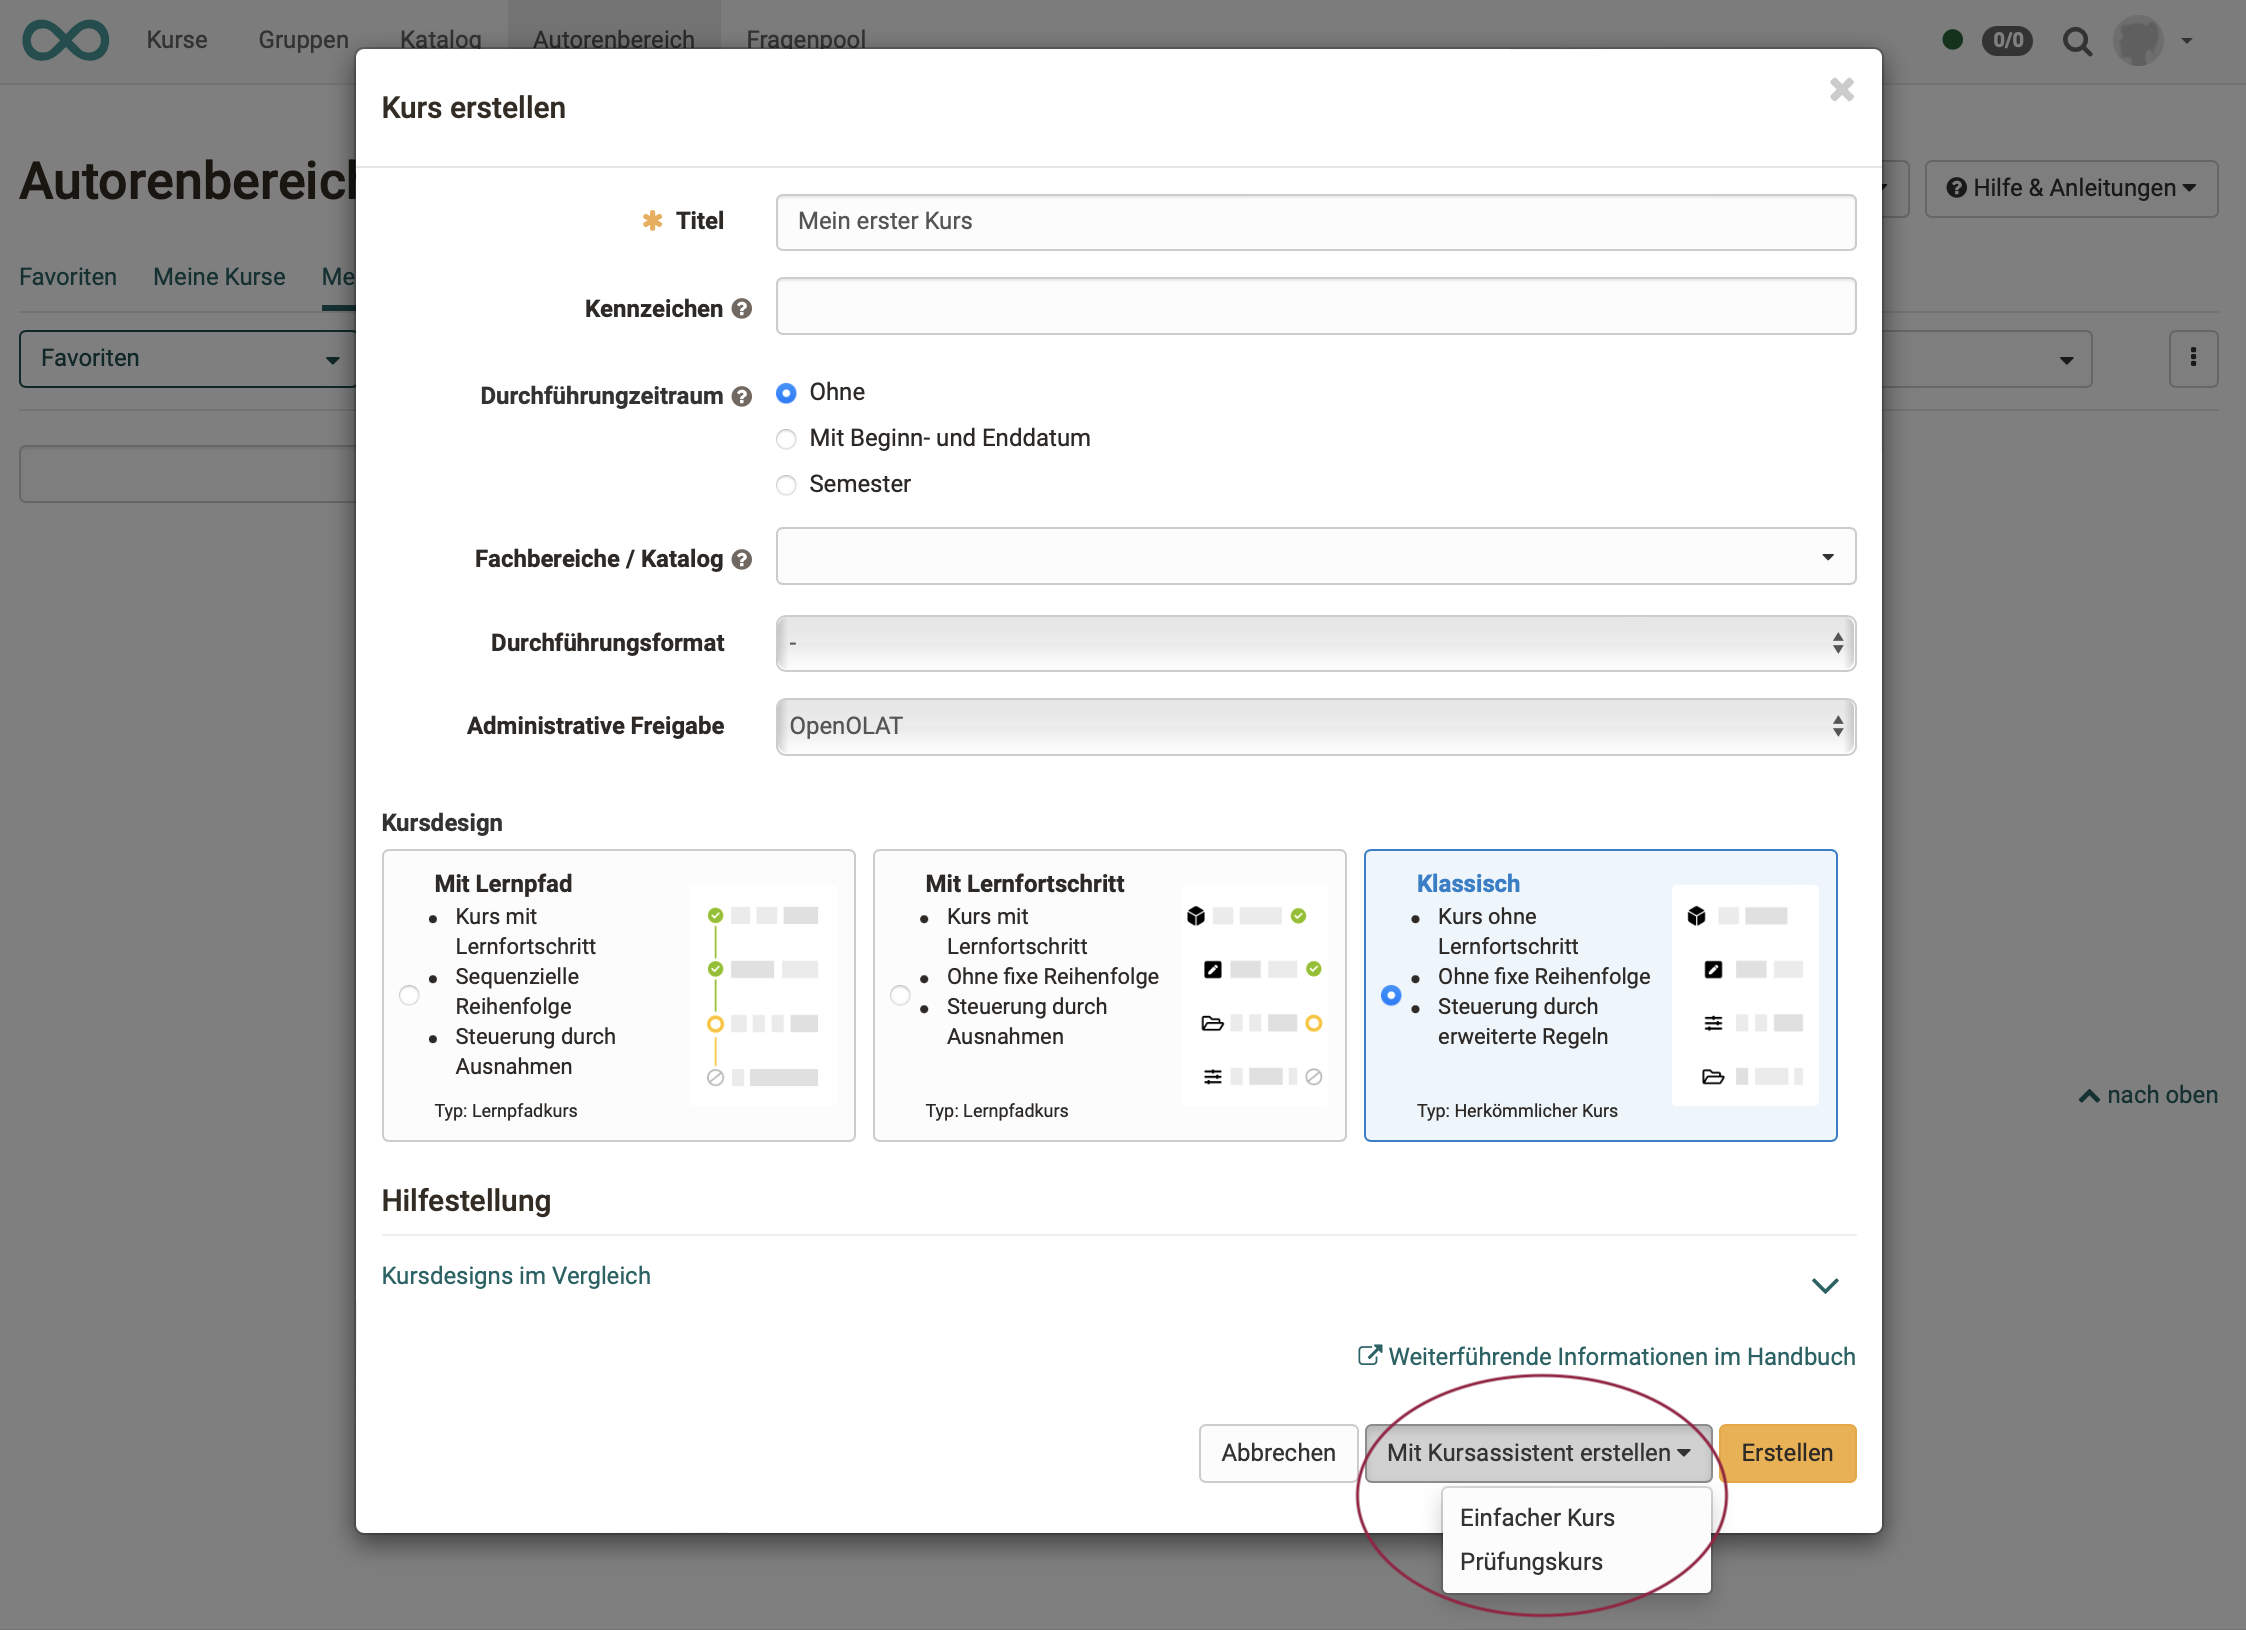 Kurse Gruppen Katalog Autorenbereich Fragenpool 0/0
Kurs erstellen
Autorenbereich
Hilfe & Anleitungen
Favoriten Meine Kurse Me
Favoriten
Titel Mein erster Kurs
Kennzeichen
Durchführungzeitraum Ohne
Mit Beginn- und Enddatum
Semester
Fachbereiche / Katalog
Durchführungsformat -
Administrative Freigabe OpenOLAT
Kursdesign
Mit Lernpfad
• Kurs mit
Lernfortschritt
• Sequenzielle
Reihenfolge
• Steuerung durch
Ausnahmen
Typ: Lernpfadkurs
Mit Lernfortschritt
• Kurs mit
Lernfortschritt
• Ohne fixe Reihenfolge
• Steuerung durch
Ausnahmen
Typ: Lernpfadkurs
Klassisch
• Kurs ohne
Lernfortschritt
• Ohne fixe Reihenfolge
• Steuerung durch
erweiterte Regeln
Typ: Herkömmlicher Kurs
nach oben
Hilfestellung
Kursdesigns im Vergleich
Weiterführende Informationen im Handbuch
Abbrechen Mit Kursassistent erstellen Erstellen
Einfacher Kurs
Prüfungskurs